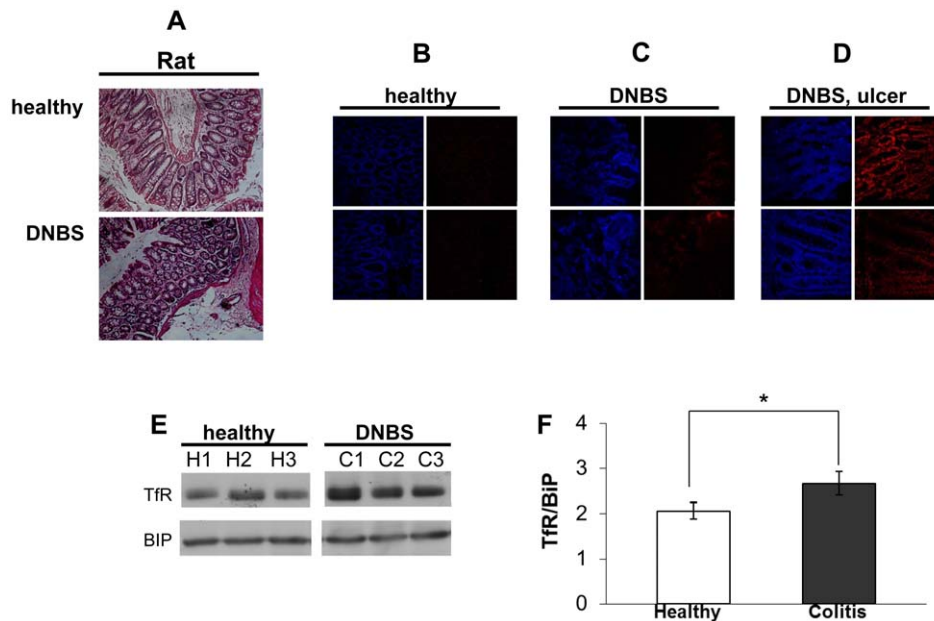 A
Rat
healthy
DNBS
B
healthy
C
DNBS
D
DNBS, ulcer
E
healthy
DNBS
H1 H2 H3 C1 C2 C3
TfR
BIP
F
*
TfR/BiP
4
3
2
1
0
Healthy Colitis